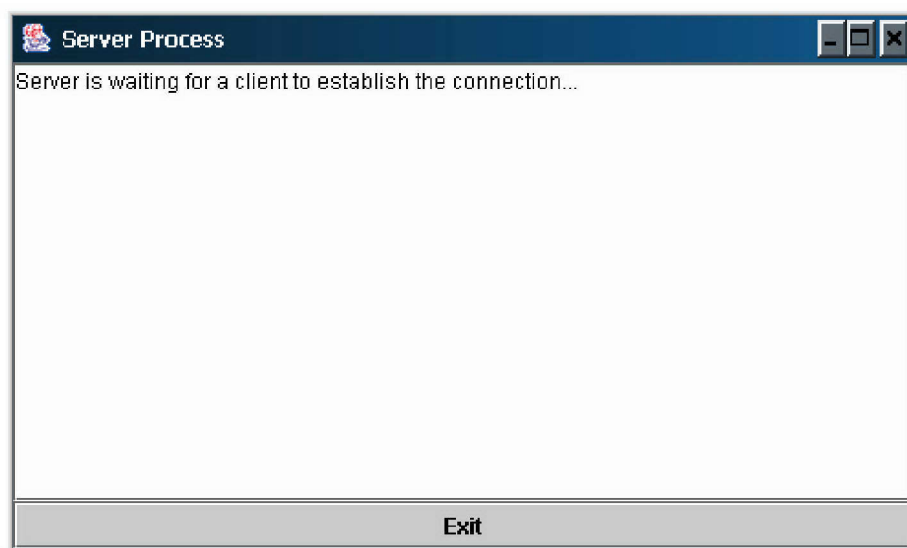 Server Process
Server is waiting for a client to establish the connection...
Exit